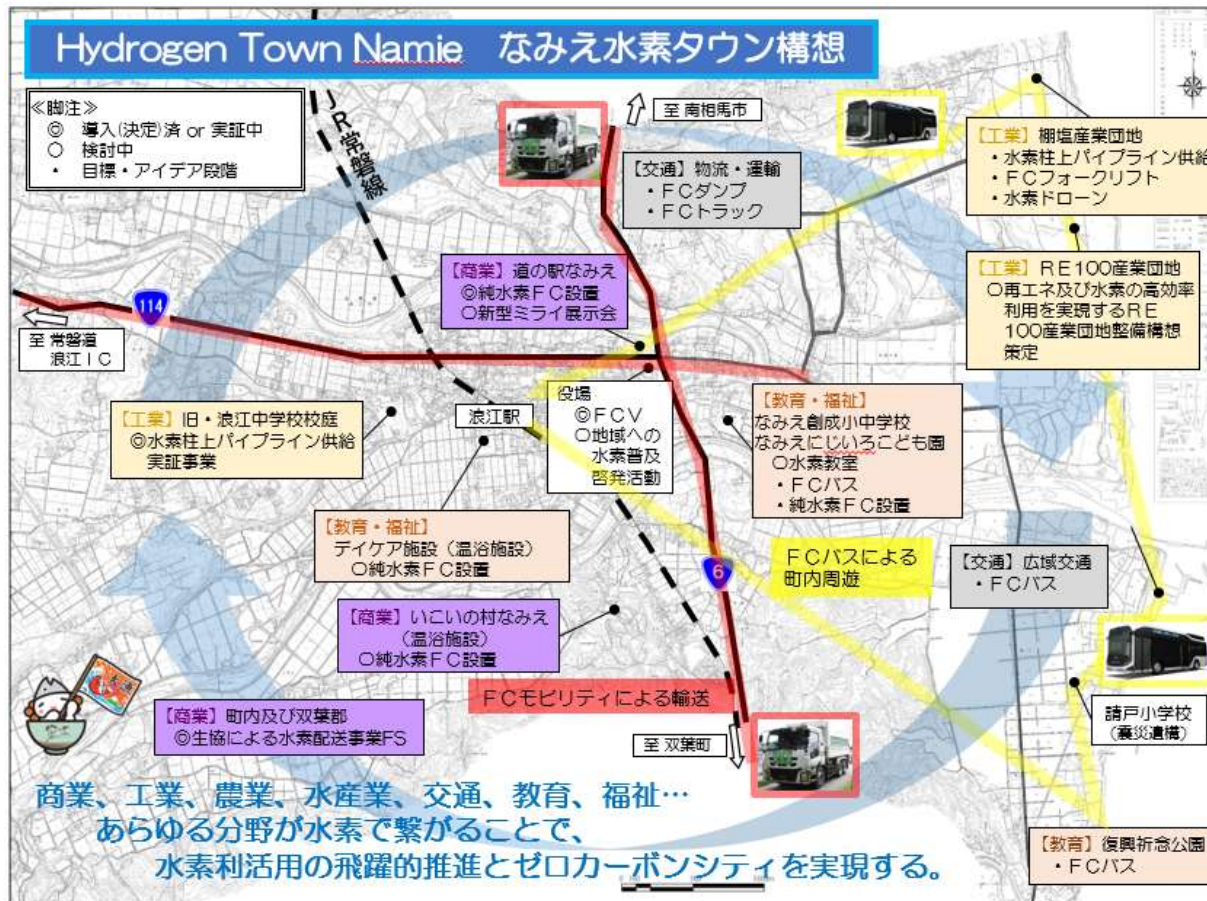 Hydrogen Town Namie　なみえ水素タウン構想
≪脚注≫
◎　導入(決定)済 or 実証中
○　検討中
・　目標・アイデア段階
JR常磐線
至 南相馬市
【交通】物流・運輸
・ＦＣダンプ
・ＦＣトラック
【工業】棚塩産業団地
・水素柱上パイプライン供給
・ＦＣフォークリフト
・水素ドローン
【商業】道の駅なみえ
◎純水素ＦＣ設置
○新型ミライ展示会
【工業】ＲＥ１００産業団地
○再エネ及び水素の高効率
利用を実現するＲＥ
１００産業団地整備構想
策定
114
至 常磐道
浪江ＩＣ
【工業】旧・浪江中学校校庭
◎水素柱上パイプライン供給
実証事業
浪江駅
役場
◎ＦＣＶ
○地域への
水素普及
啓発活動
【教育・福祉】
なみえ創成小中学校
なみえにじいろこども園
○水素教室
・ＦＣバス
・純水素ＦＣ設置
【教育・福祉】
デイケア施設（温浴施設）
○純水素ＦＣ設置
6
ＦＣバスによる
町内周遊
【交通】広域交通
・ＦＣバス
【商業】いこいの村なみえ
（温浴施設）
○純水素ＦＣ設置
ＦＣモビリティによる輸送
【商業】町内及び双葉郡
◎生協による水素配送事業FS
至 双葉町
請戸小学校
(震災遺構)
商業、工業、農業、水産業、交通、教育、福祉…
あらゆる分野が水素で繋がることで、
水素利活用の飛躍的推進とゼロカーボンシティを実現する。
【教育】復興祈念公園
・ＦＣバス